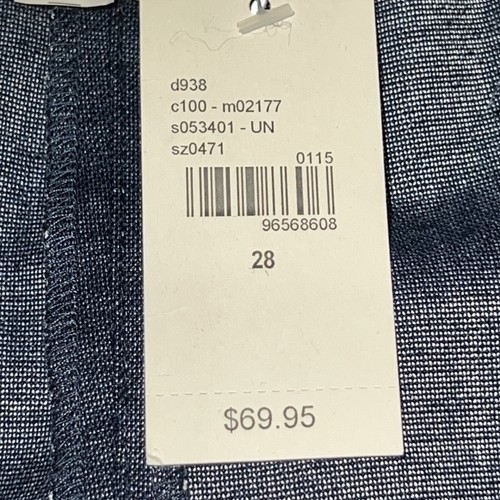 d938
c100 - m02177
s053401 - UN
sz0471
0115
96568608
28
$69.95